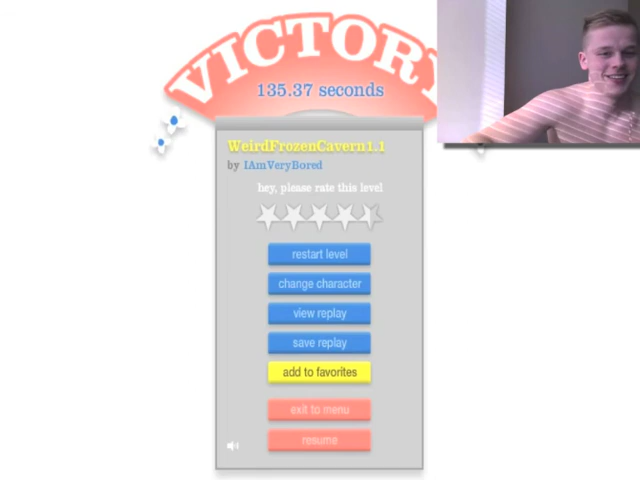 VICTORY
135.37 seconds
WeirdFrozenCavern1.1
by IAmVeryBored
hey, please rate this level
restart level
change character
view replay
save replay
add to favorites
exit to menu
resume